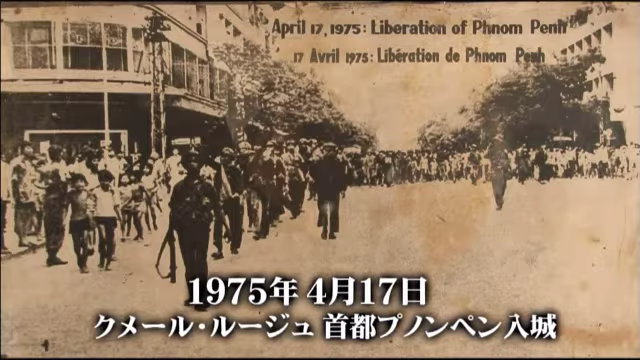 April 17, 1975: Liberation of Phnom Penh
17 Avril 1975: Libération de Phnom Penh
1975年 4月17日
クメール・ルージュ 首都プノンペン入城